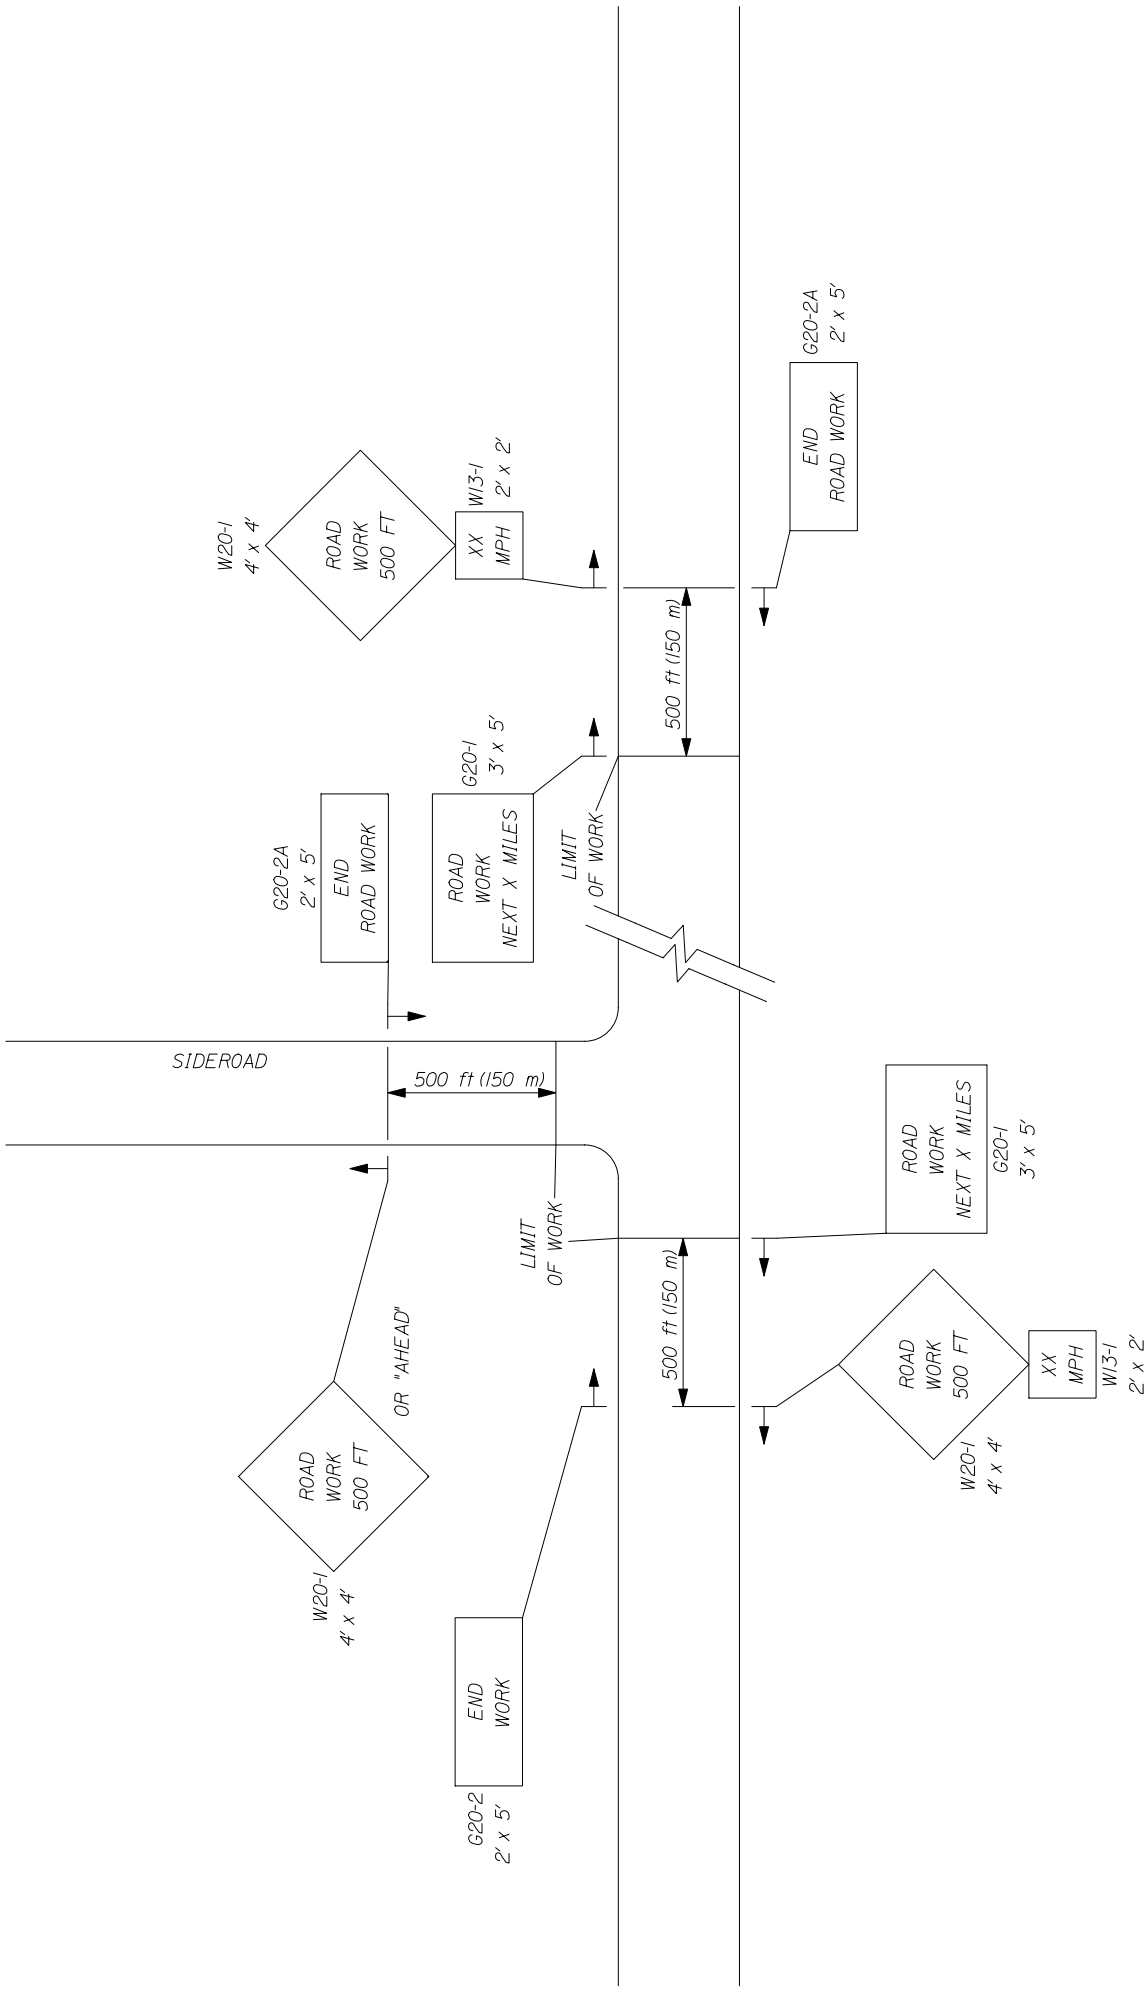 W20-1
4' x 4'
ROAD
WORK
500 FT
W13-1
2' x 2'
XX
MPH
G20-2A
2' x 5'
END
ROAD WORK
G20-1
3' x 5'
ROAD
WORK
NEXT X MILES
LIMIT
OF WORK
500 ft (150 m)
G20-2A
2' x 5'
END
ROAD WORK
SIDEROAD
500 ft (150 m)
LIMIT
OF WORK
500 ft (150 m)
ROAD
WORK
NEXT X MILES
G20-1
3' x 5'
ROAD
WORK
500 FT
W20-1
4' x 4'
XX
MPH
W13-1
2' x 2'
OR "AHEAD"
ROAD
WORK
500 FT
W20-1
4' x 4'
END
WORK
G20-2
2' x 5'